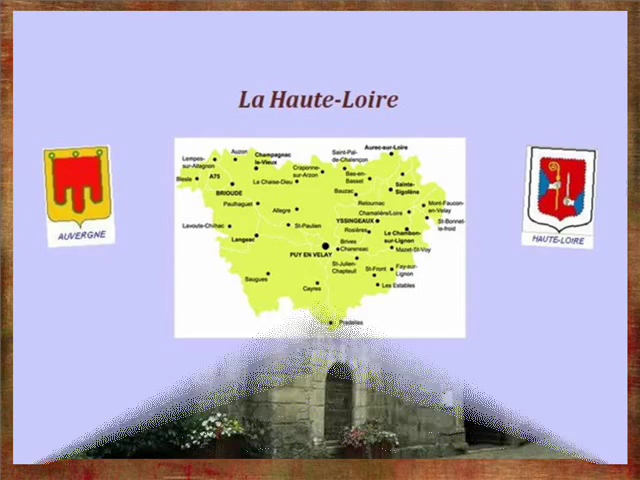 La Haute-Loire
AUVERGNE
HAUTE-LOIRE
Auzon
Lempes-
sur-Allagnon
Champagnac
le-Vieux
Blesle
A75
BRIOUDE
La Chaise-Dieu
Craponne-
sur-Arzon
Saint-Pal-
de-Chalençon
Aurec-sur-Loire
Bas-en-
Basset
Bauzac
Sainte-
Sigolène
Retournac
Mont-Faucon-
en-Velay
Paulhaguet
Allegre
Chamalière/Loire
St-Bonnet-
le-froid
YSSINGEAUX
Lavoute-Chilhac
St-Paulien
Rosières
Le Chambon-
sur-Lignon
Langeac
Brives
Charensac
Mazet-St-Voy
PUY EN VELAY
St-Julien-
Chapteuil
St-Front
Fay-sur-
Lignon
Saugues
Cayres
Les Estables
Pradelles